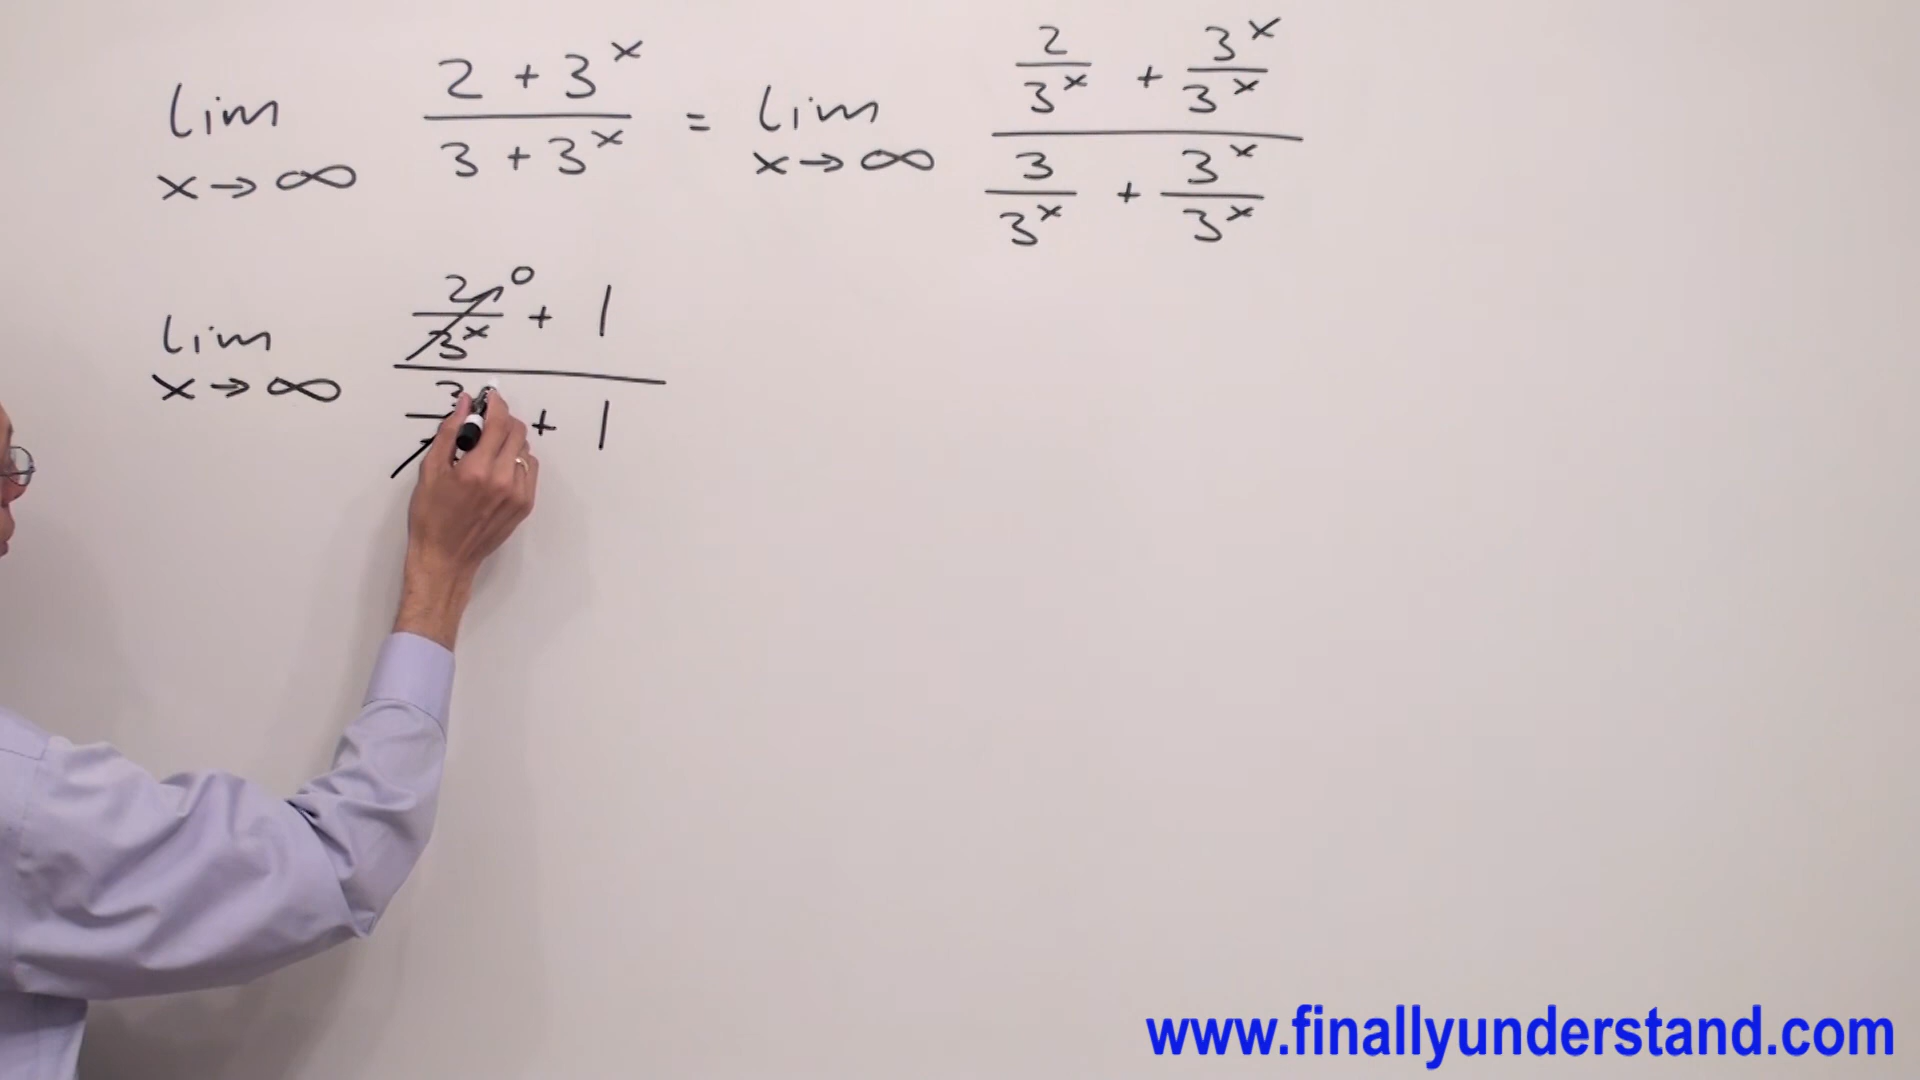 lim x→∞ (2 + 3^x)/(3 + 3^x) = lim x→∞ (2/3^x + 3^x/3^x)/(3/3^x + 3^x/3^x)
lim x→∞ (2/3^x ⁰ + 1)/(3 + 1)
www.finallyunderstand.com